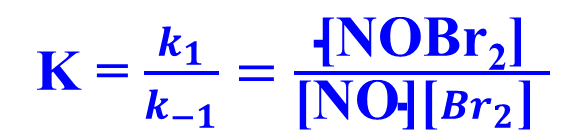 K = k₁/k₋₁ = ·[NOBr₂]/[NO·][Br₂]